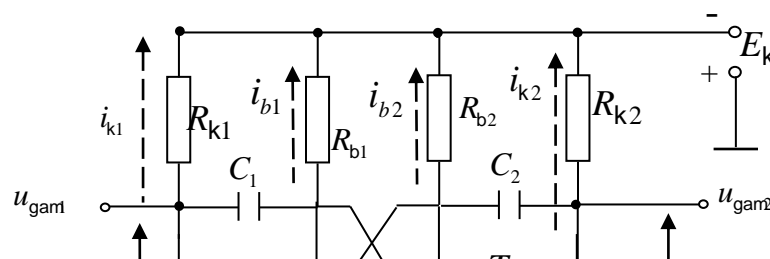 -
E_k
+
i_k1
R_k1
i_b1
R_b1
i_b2
R_b2
i_k2
R_k2
C_1
C_2
u_gam1
u_gam2
T